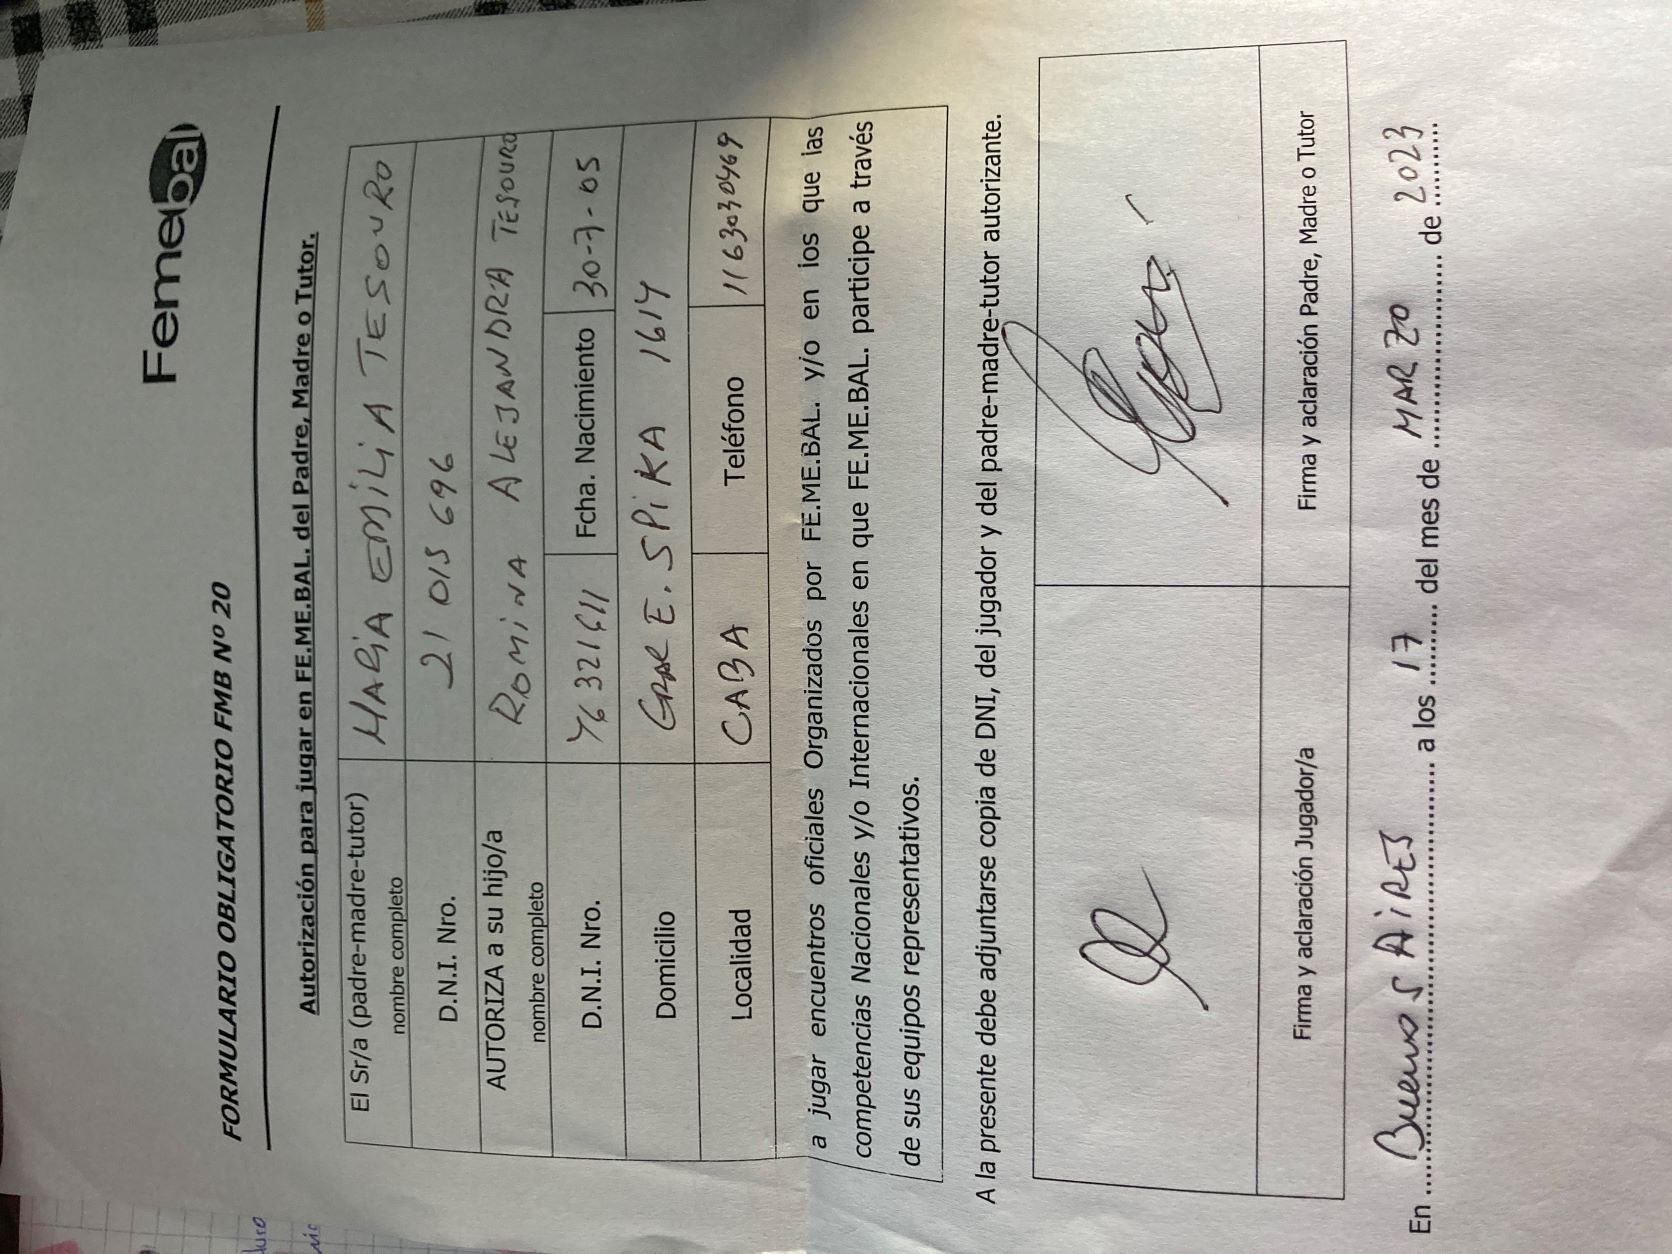 Femebal
FORMULARIO OBLIGATORIO FMB Nº 20
Autorización para jugar en FE.ME.BAL. del Padre, Madre o Tutor.
El Sr/a (padre-madre-tutor) nombre completo MARiA EMiLiA TESOURO
D.N.I. Nro. 21 015 696
AUTORIZA a su hijo/a nombre completo ROMiNA ALEJANDRA TESOURO
D.N.I. Nro. Fcha. Nacimiento 30-7-05
Domicilio E. SPiKA 1614
Localidad CABA Teléfono 1163030469
a jugar encuentros oficiales Organizados por FE.ME.BAL. y/o en los que las
competencias Nacionales y/o Internacionales en que FE.ME.BAL. participe a través
de sus equipos representativos.
A la presente debe adjuntarse copia de DNI, del jugador y del padre-madre-tutor autorizante.
Firma y aclaración Jugador/a Firma y aclaración Padre, Madre o Tutor
En Buenos AiRES a los 17 del mes de MARZO de 2023